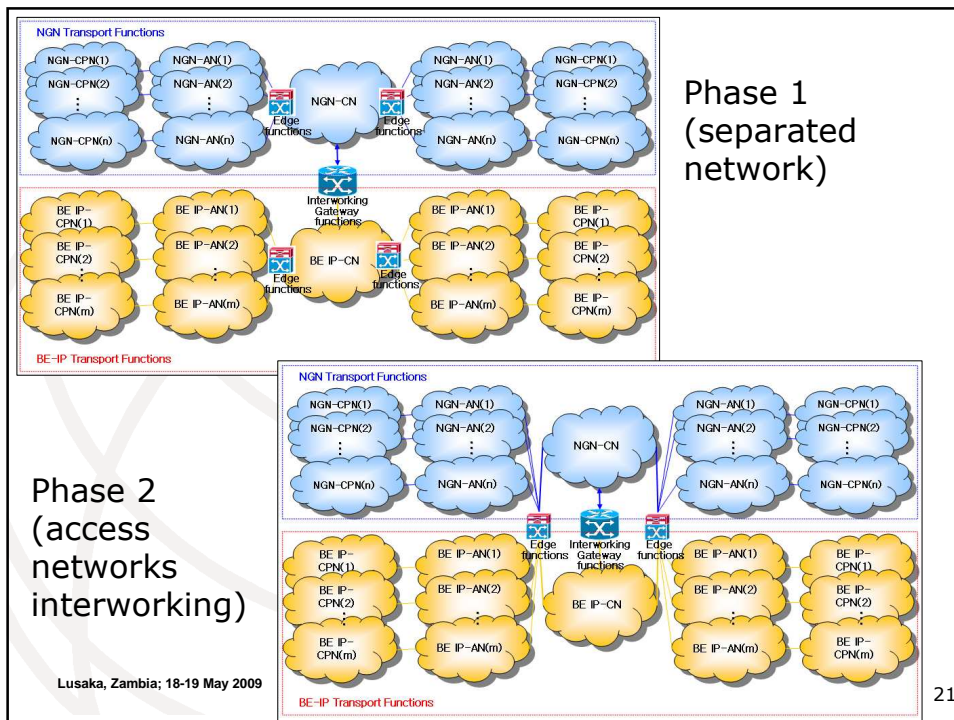 NGN Transport Functions
NGN-CPN(1) NGN-AN(1) NGN-AN(1) NGN-CPN(1)
NGN-CPN(2) NGN-AN(2) NGN-CN NGN-AN(2) NGN-CPN(2)
⋮ ⋮ ⋮ ⋮
Edge functions Edge functions
NGN-CPN(n) NGN-AN(n) NGN-AN(n) NGN-CPN(n)
Interworking
Gateway
functions
BE IP-CPN(1) BE IP-AN(1) BE IP-AN(1) BE IP-CPN(1)
BE IP-CPN(2) BE IP-AN(2) BE IP-CN BE IP-AN(2) BE IP-CPN(2)
⋮ ⋮ ⋮ ⋮
Edge functions Edge functions
BE IP-CPN(m) BE IP-AN(m) BE IP-AN(m) BE IP-CPN(m)
BE-IP Transport Functions
Phase 1
(separated
network)
Phase 2
(access
networks
interworking)
NGN Transport Functions
NGN-CPN(1) NGN-AN(1) NGN-AN(1) NGN-CPN(1)
NGN-CPN(2) NGN-AN(2) NGN-CN NGN-AN(2) NGN-CPN(2)
⋮ ⋮ ⋮ ⋮
NGN-CPN(n) NGN-AN(n) NGN-AN(n) NGN-CPN(n)
Edge functions Interworking Gateway functions Edge functions
BE IP-CPN(1) BE IP-AN(1) BE IP-AN(1) BE IP-CPN(1)
BE IP-CPN(2) BE IP-AN(2) BE IP-CN BE IP-AN(2) BE IP-CPN(2)
⋮ ⋮ ⋮ ⋮
BE IP-CPN(m) BE IP-AN(m) BE IP-AN(m) BE IP-CPN(m)
BE-IP Transport Functions
Lusaka, Zambia; 18-19 May 2009
21